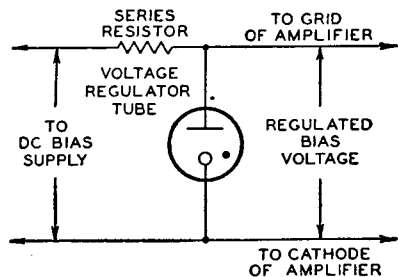 SERIES
RESISTOR
TO GRID
OF AMPLIFIER
VOLTAGE
REGULATOR
TUBE
TO
DC BIAS
SUPPLY
REGULATED
BIAS
VOLTAGE
TO CATHODE
OF AMPLIFIER